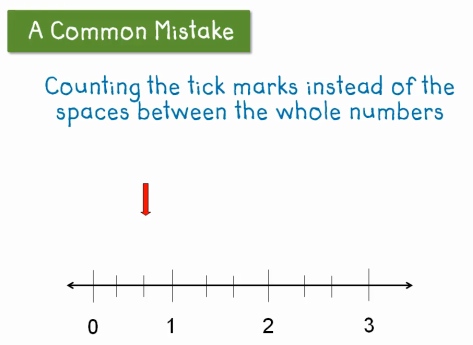 A Common Mistake
Counting the tick marks instead of the
spaces between the whole numbers
0 1 2 3